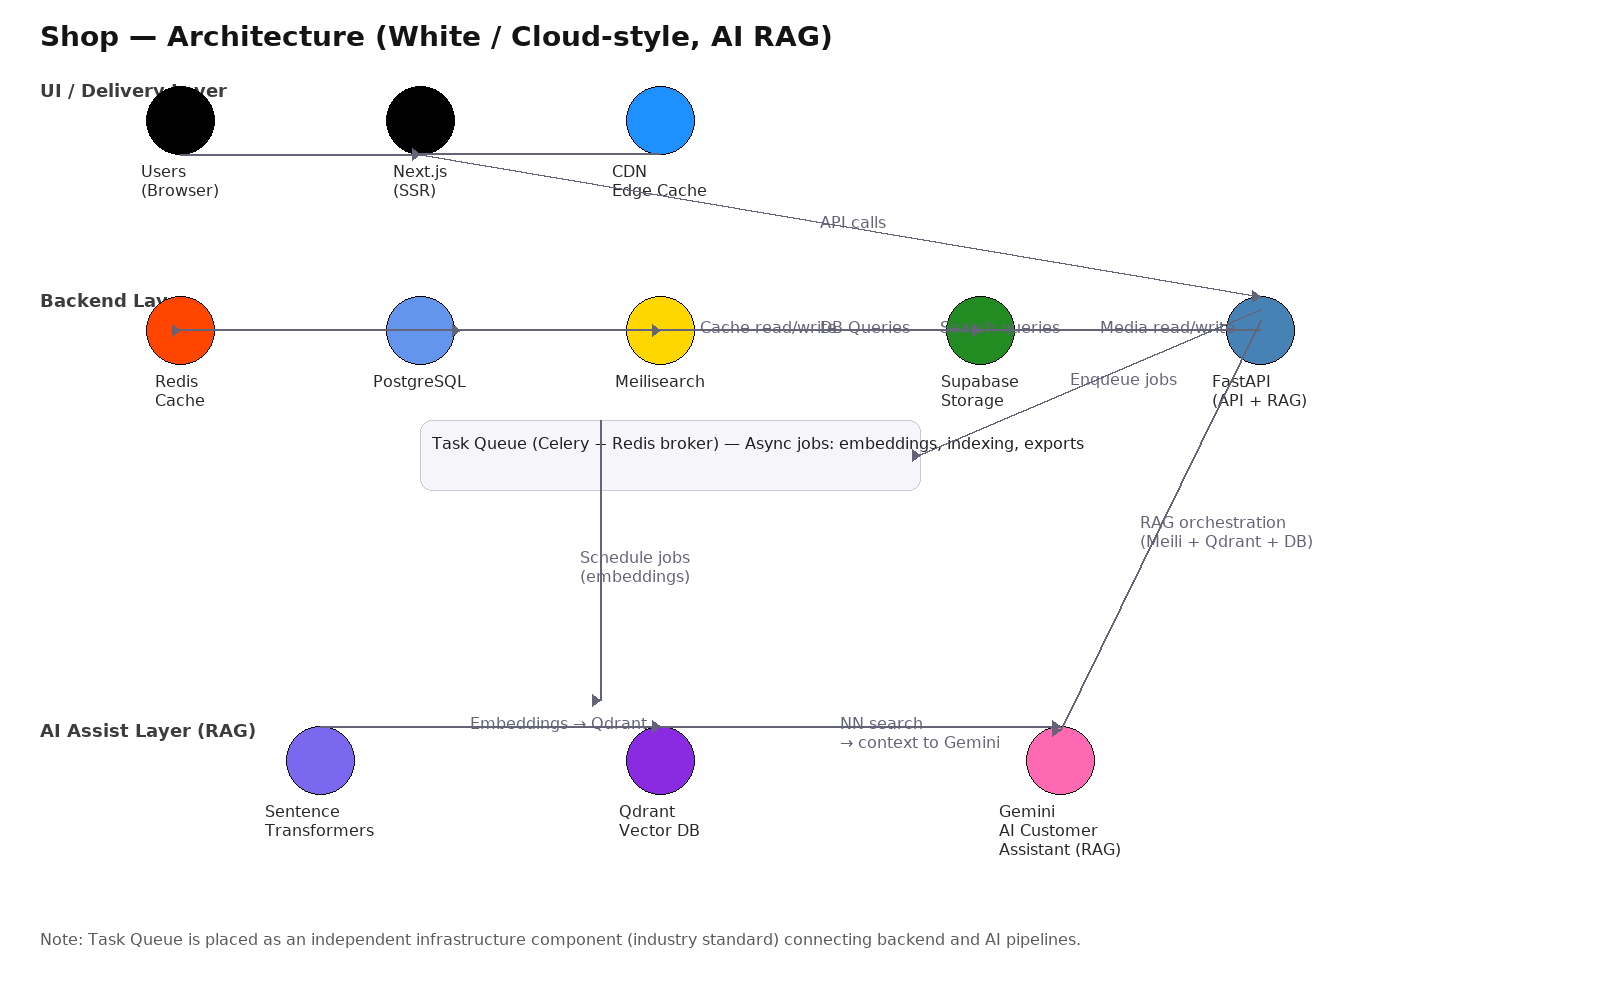 Shop — Architecture (White / Cloud-style, AI RAG)
UI / Delivery Layer
Users
(Browser)
Next.js
(SSR)
CDN
Edge Cache
API calls
Backend Layer
Cache read/write
DB Queries
Search queries
Media read/write
Redis
Cache
PostgreSQL
Meilisearch
Supabase
Storage
Enqueue jobs
FastAPI
(API + RAG)
Task Queue (Celery + Redis broker) — Async jobs: embeddings, indexing, exports
RAG orchestration
(Meili + Qdrant + DB)
Schedule jobs
(embeddings)
AI Assist Layer (RAG)
Embeddings → Qdrant
NN search
→ context to Gemini
Sentence
Transformers
Qdrant
Vector DB
Gemini
AI Customer
Assistant (RAG)
Note: Task Queue is placed as an independent infrastructure component (industry standard) connecting backend and AI pipelines.